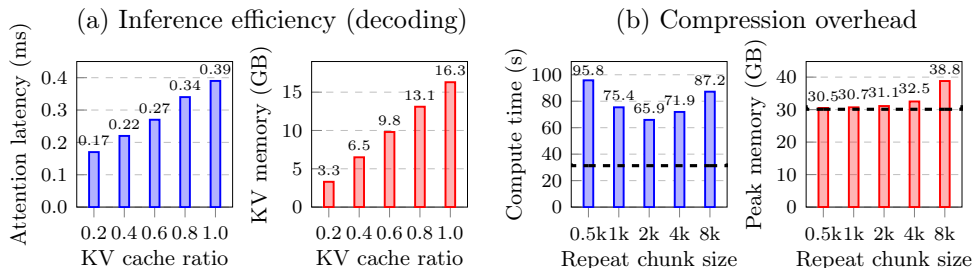 (a) Inference efficiency (decoding)
Attention latency (ms)
0.4
0.3
0.2
0.1
0.0
0.17
0.22
0.27
0.34
0.39
0.2 0.4 0.6 0.8 1.0
KV cache ratio
KV memory (GB)
15
10
5
0
3.3
6.5
9.8
13.1
16.3
0.2 0.4 0.6 0.8 1.0
KV cache ratio
(b) Compression overhead
Compute time (s)
100
80
60
40
20
0
95.8
75.4
65.9
71.9
87.2
0.5k 1k 2k 4k 8k
Repeat chunk size
Peak memory (GB)
40
30
20
10
0
30.5
30.7
31.1
32.5
38.8
0.5k 1k 2k 4k 8k
Repeat chunk size